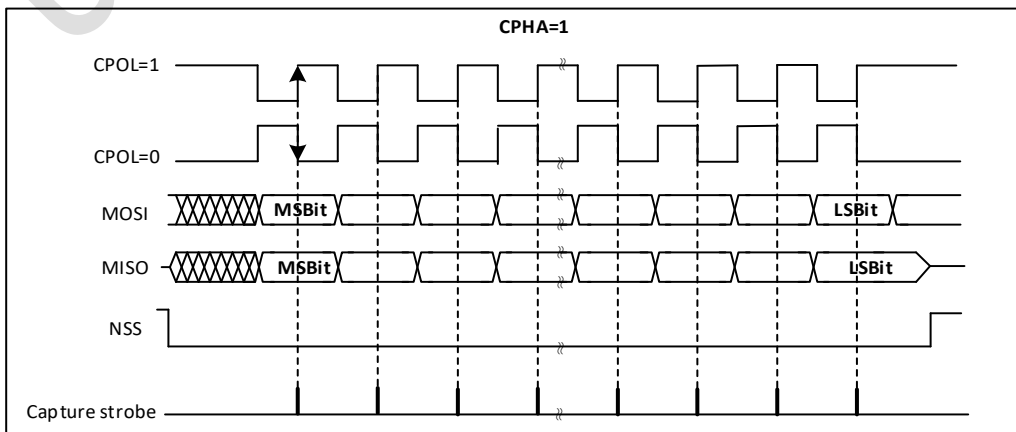 CPHA=1
CPOL=1
CPOL=0
MOSI MSBit LSBit
MISO MSBit LSBit
NSS
Capture strobe